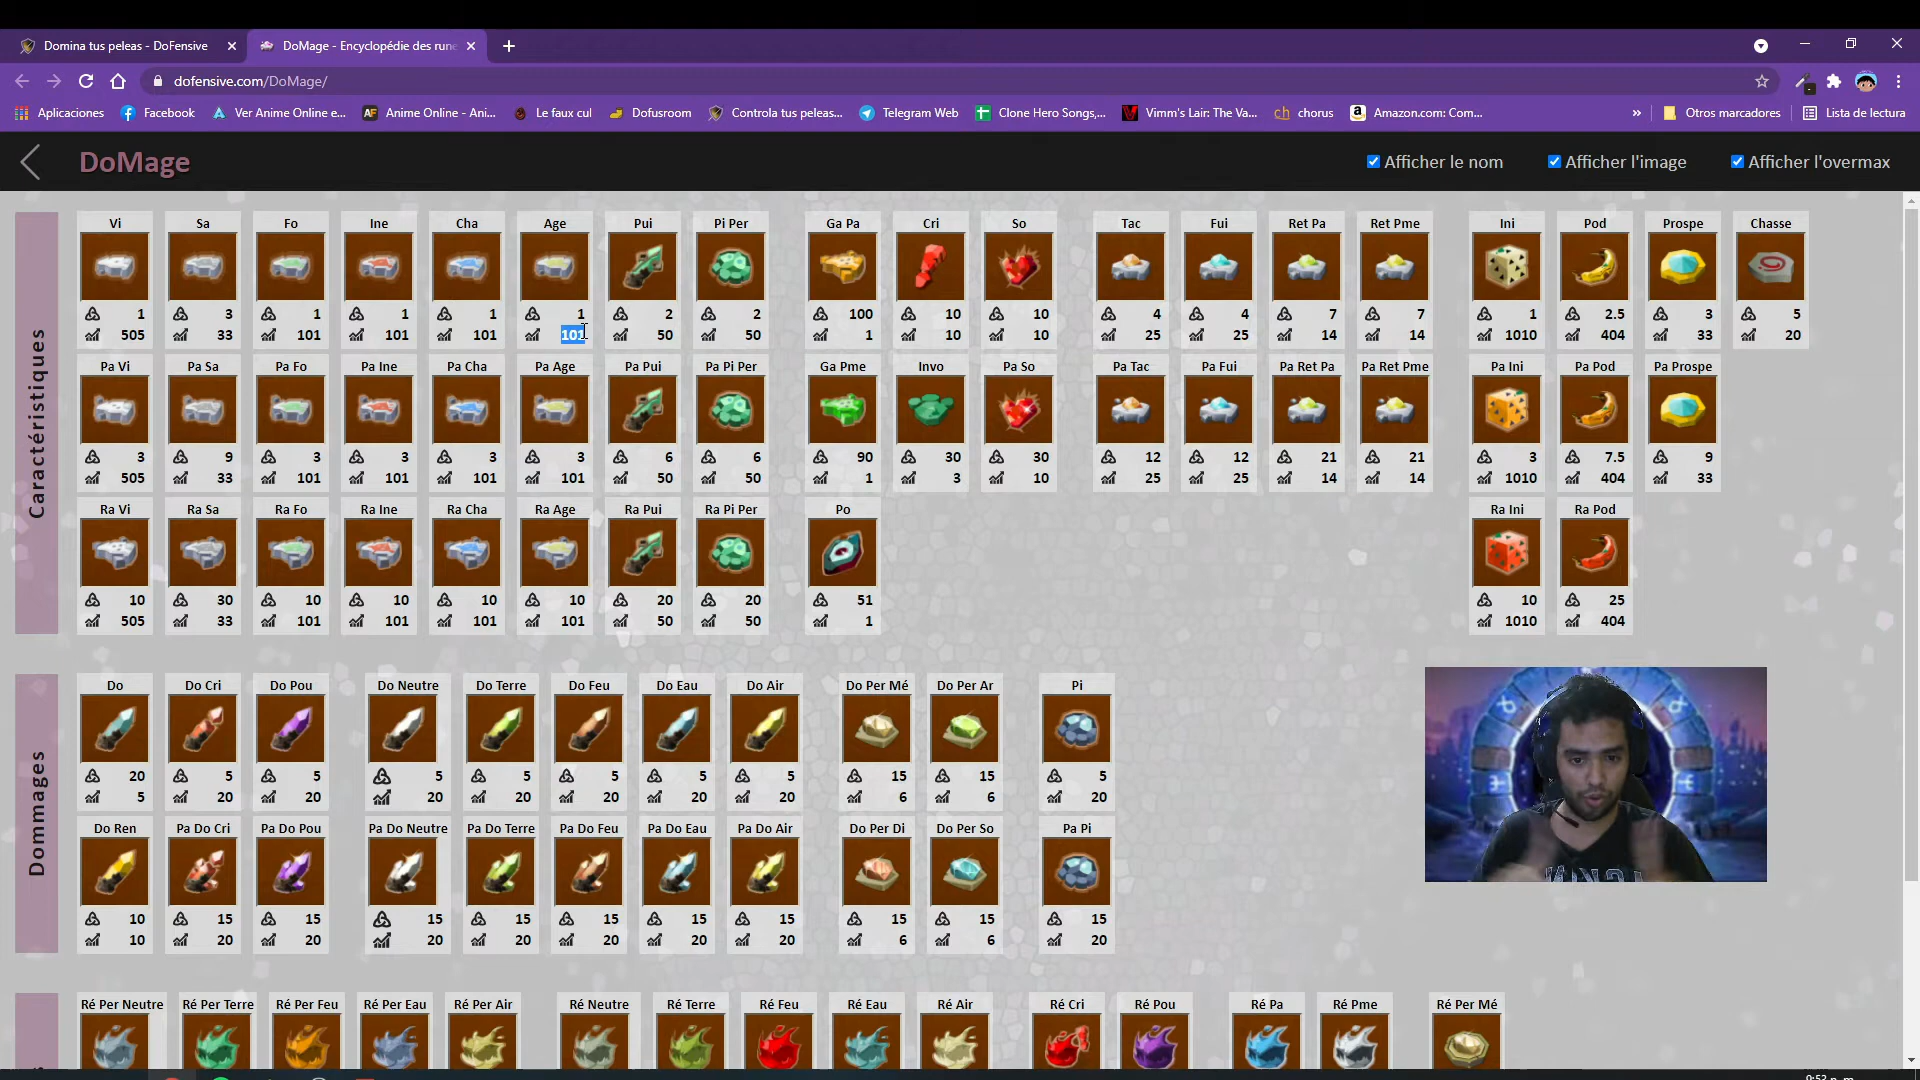 Domina tus peleas - DoFensive
DoMage - Encyclopédie des rune
dofensive.com/DoMage/
Aplicaciones Facebook Ver Anime Online e... Anime Online - Ani... Le faux cul Dofusroom Controla tus peleas... Telegram Web Clone Hero Songs,... Vimm's Lair: The Va... chorus Amazon.com: Com... » Otros marcadores Lista de lectura
DoMage Afficher le nom Afficher l'image Afficher l'overmax
Caractéristiques
Vi Sa Fo Ine Cha Age Pui Pi Per Ga Pa Cri So Tac Fui Ret Pa Ret Pme Ini Pod Prospe Chasse
1 3 1 1 1 1 2 2 100 10 10 4 4 7 7 1 2.5 3 5
505 33 101 101 101 101 50 50 1 10 10 25 25 14 14 1010 404 33 20
Pa Vi Pa Sa Pa Fo Pa Ine Pa Cha Pa Age Pa Pui Pa Pi Per Ga Pme Invo Pa So Pa Tac Pa Fui Pa Ret Pa Pa Ret Pme Pa Ini Pa Pod Pa Prospe
3 9 3 3 3 3 6 6 90 30 30 12 12 21 21 3 7.5 9
505 33 101 101 101 101 50 50 1 3 10 25 25 14 14 1010 404 33
Ra Vi Ra Sa Ra Fo Ra Ine Ra Cha Ra Age Ra Pui Ra Pi Per Po Ra Ini Ra Pod
10 30 10 10 10 10 20 20 51 10 25
505 33 101 101 101 101 50 50 1 1010 404
Dommages
Do Do Cri Do Pou Do Neutre Do Terre Do Feu Do Eau Do Air Do Per Mé Do Per Ar Pi
20 5 5 5 5 5 5 5 15 15 5
5 20 20 20 20 20 20 20 6 6 20
Do Ren Pa Do Cri Pa Do Pou Pa Do Neutre Pa Do Terre Pa Do Feu Pa Do Eau Pa Do Air Do Per Di Do Per So Pa Pi
10 15 15 15 15 15 15 15 15 15 15
10 20 20 20 20 20 20 20 6 6 20
Ré Per Neutre Ré Per Terre Ré Per Feu Ré Per Eau Ré Per Air Ré Neutre Ré Terre Ré Feu Ré Eau Ré Air Ré Cri Ré Pou Ré Pa Ré Pme Ré Per Mé